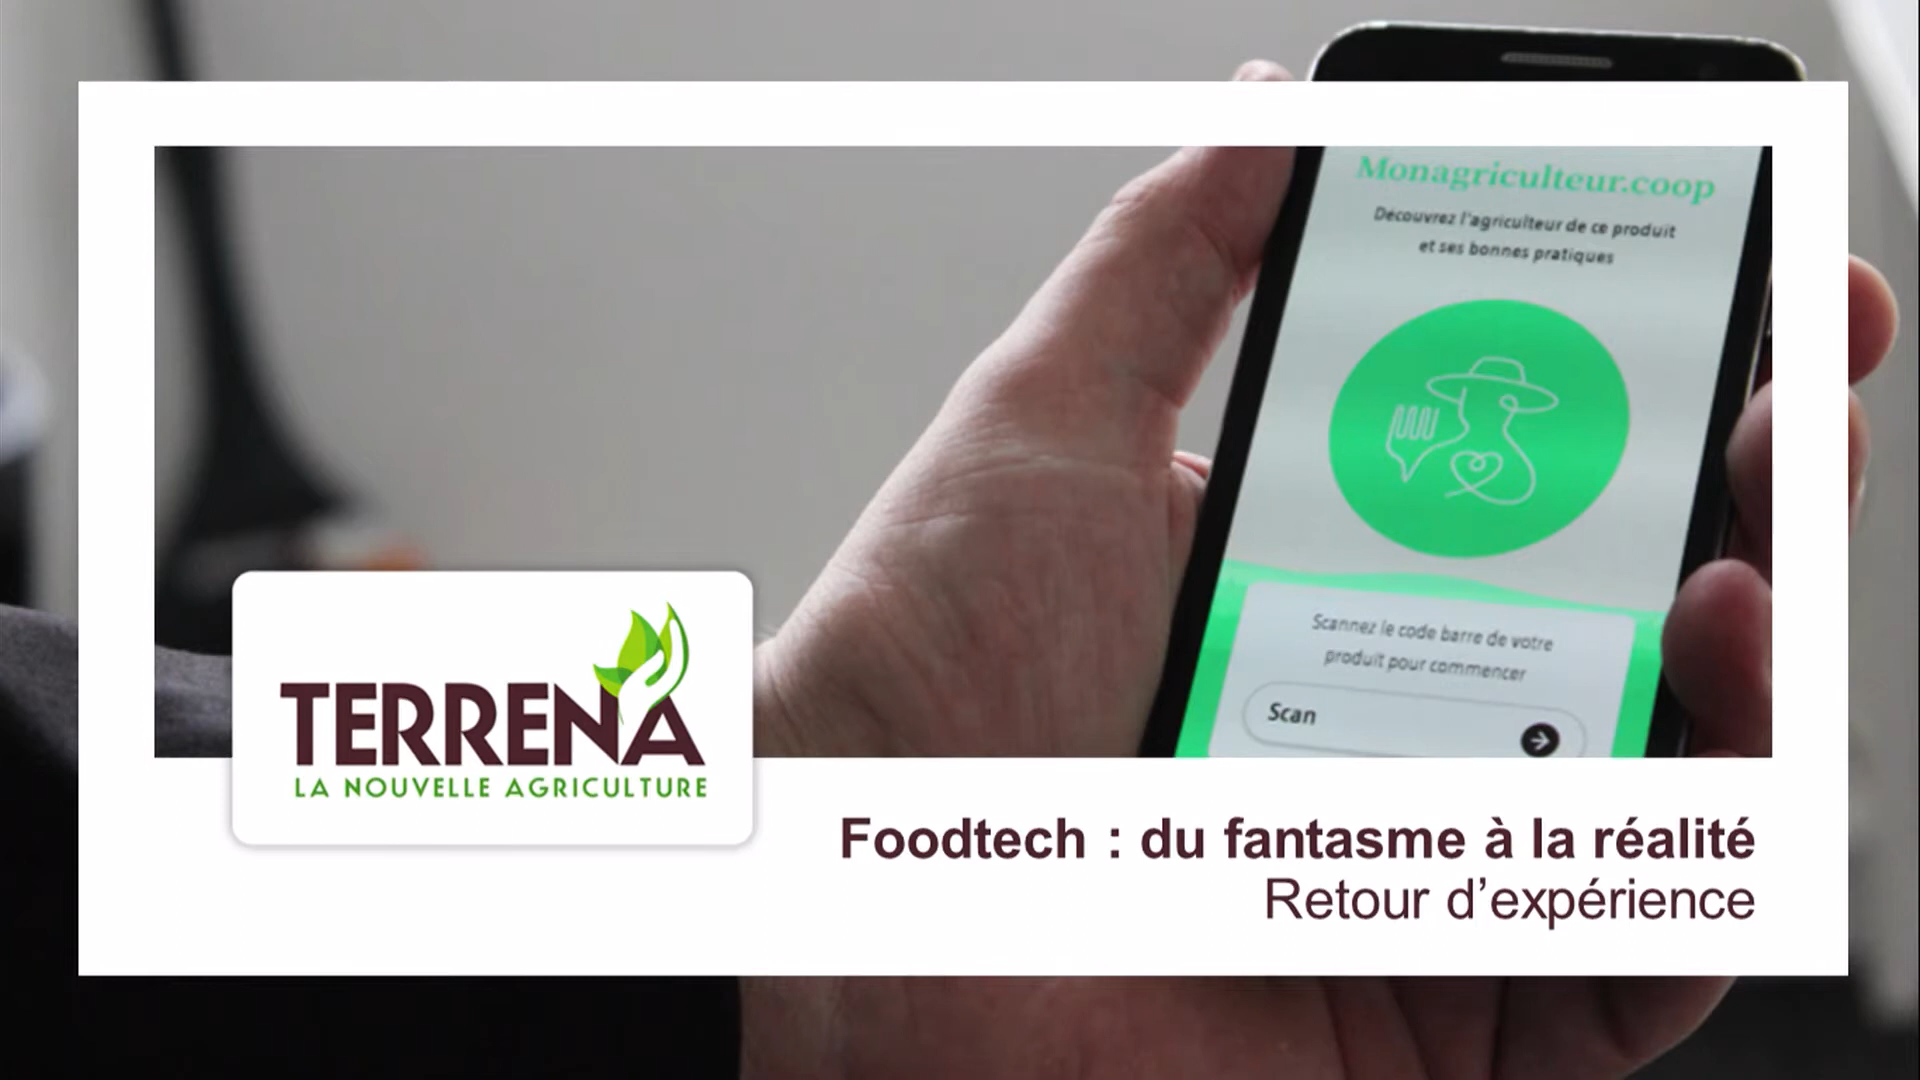 Monagriculteur.coop
Découvrez l'agriculteur de ce produit
et ses bonnes pratiques
Scannez le code barre de votre
produit pour commencer
Scan
TERRENA
LA NOUVELLE AGRICULTURE
Foodtech : du fantasme à la réalité
Retour d’expérience